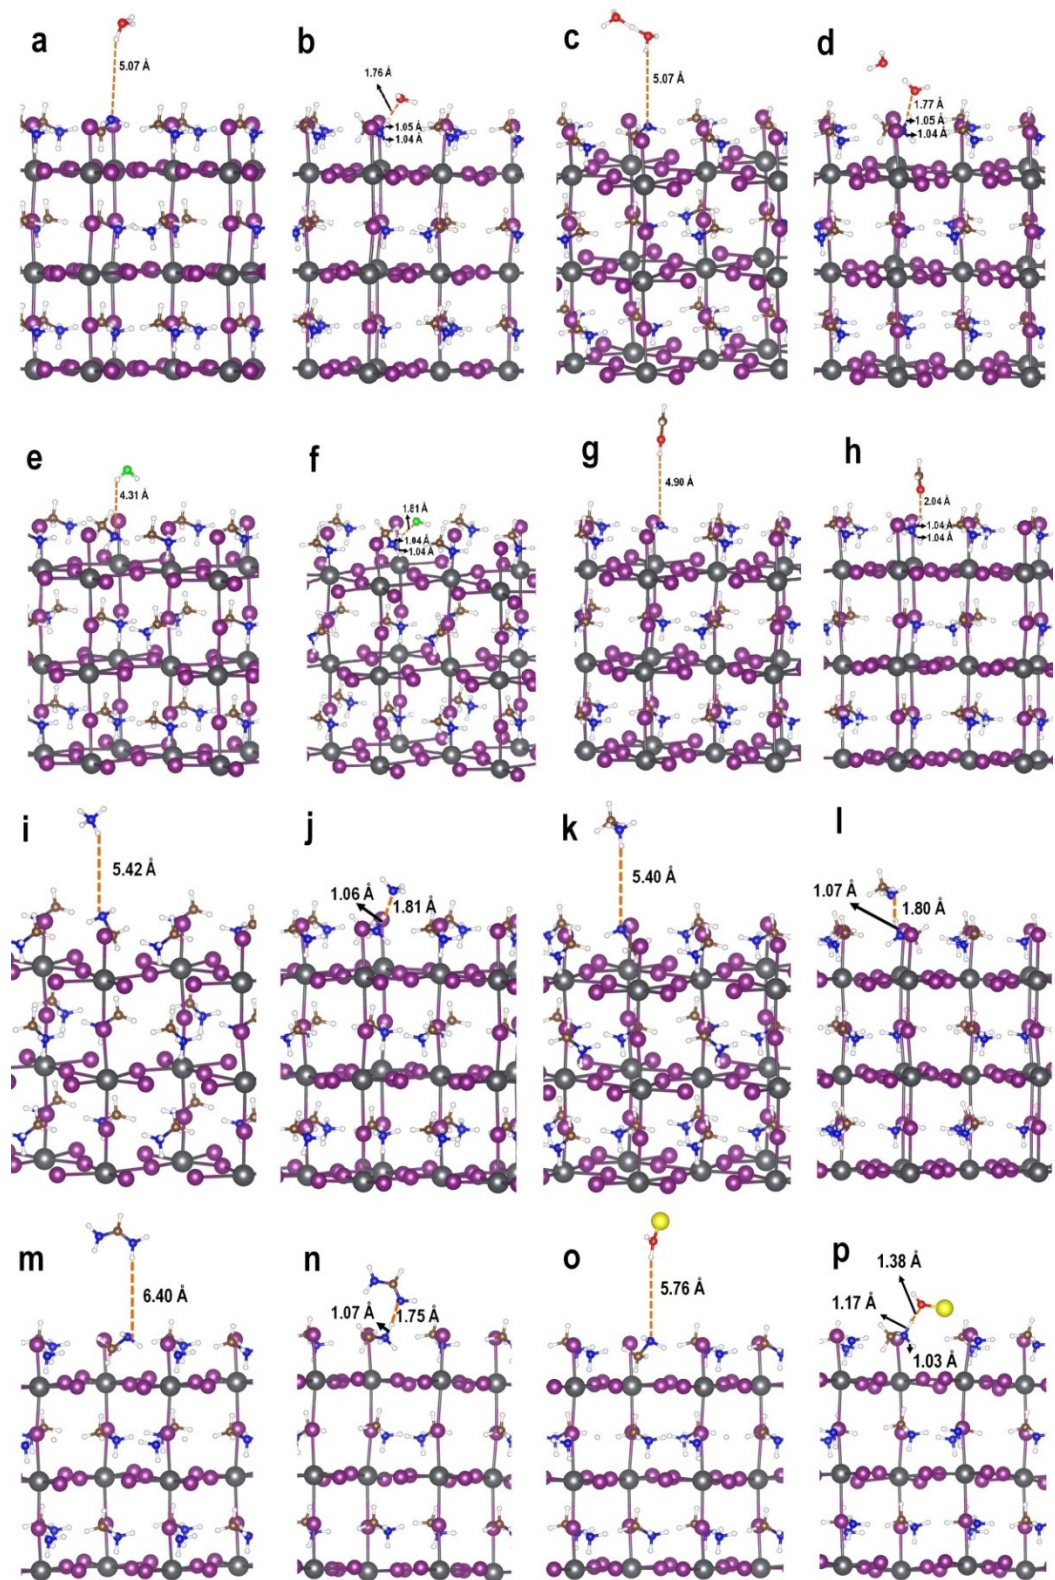 a
b
c
d
5.07 Å
1.76 Å
1.05 Å
1.04 Å
5.07 Å
1.77 Å
1.05 Å
1.04 Å
e
f
g
h
4.31 Å
1.81 Å
1.04 Å
1.04 Å
4.90 Å
2.04 Å
1.04 Å
1.04 Å
i
j
k
l
5.42 Å
1.06 Å
1.81 Å
5.40 Å
1.07 Å
1.80 Å
m
n
o
p
6.40 Å
1.07 Å
1.75 Å
5.76 Å
1.38 Å
1.17 Å
1.03 Å